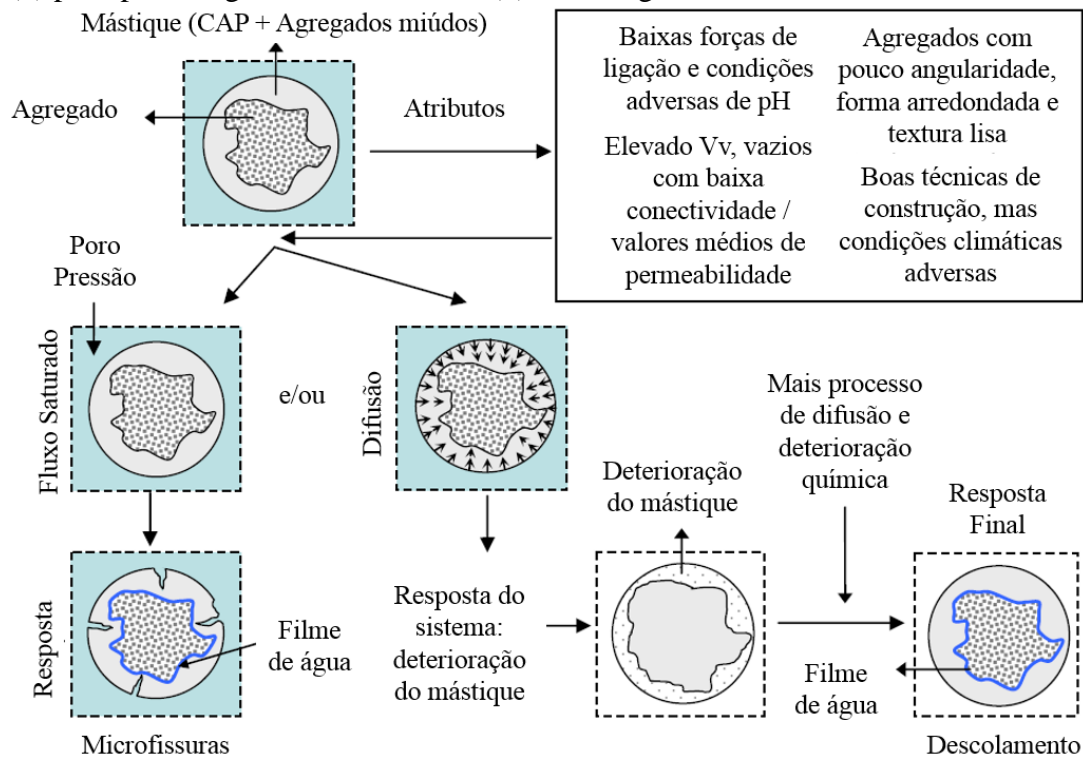 Mástique (CAP + Agregados miúdos)
Agregado
Atributos
Baixas forças de
ligação e condições
adversas de pH
Agregados com
pouco angularidade,
forma arredondada e
textura lisa
Elevado Vv, vazios
com baixa
conectividade /
valores médios de
permeabilidade
Boas técnicas de
construção, mas
condições climáticas
adversas
Poro
Pressão
Fluxo Saturado
e/ou
Difusão
Mais processo
de difusão e
deterioração
química
Deterioração
do mástique
Resposta
Final
Resposta
Filme
de água
Resposta do
sistema:
deterioração
do mástique
Filme
de água
Microfissuras
Descolamento